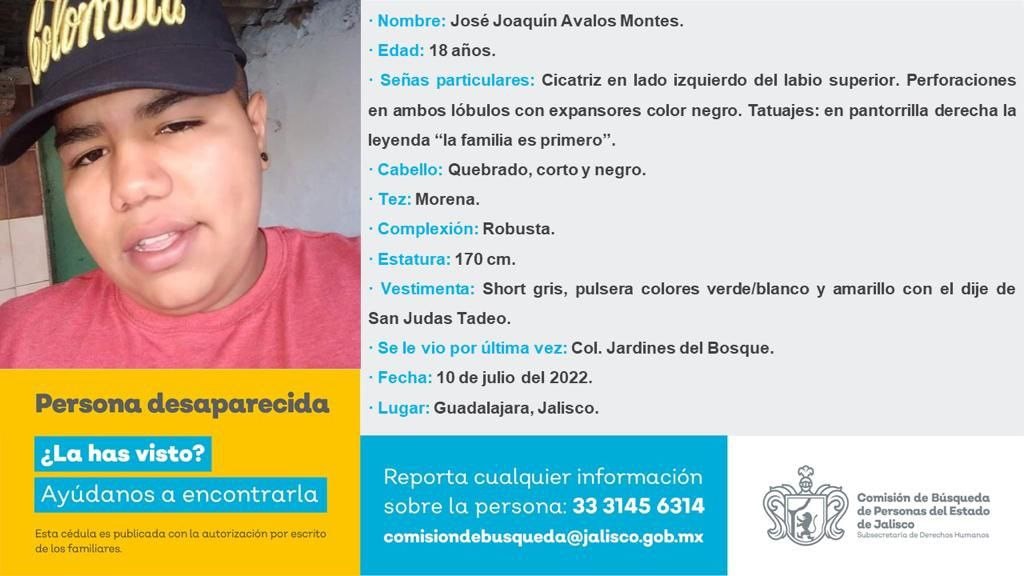 Colombia
· Nombre: José Joaquín Avalos Montes.
· Edad: 18 años.
· Señas particulares: Cicatriz en lado izquierdo del labio superior. Perforaciones
en ambos lóbulos con expansores color negro. Tatuajes: en pantorrilla derecha la
leyenda “la familia es primero”.
· Cabello: Quebrado, corto y negro.
· Tez: Morena.
· Complexión: Robusta.
· Estatura: 170 cm.
· Vestimenta: Short gris, pulsera colores verde/blanco y amarillo con el dije de
San Judas Tadeo.
· Se le vio por última vez: Col. Jardines del Bosque.
· Fecha: 10 de julio del 2022.
· Lugar: Guadalajara, Jalisco.
Persona desaparecida
¿La has visto?
Ayúdanos a encontrarla
Esta cédula es publicada con la autorización por escrito
de los familiares.
Reporta cualquier información
sobre la persona: 33 3145 6314
comisiondebusqueda@jalisco.gob.mx
Comisión de Búsqueda
de Personas del Estado
de Jalisco
Subsecretaría de Derechos Humanos